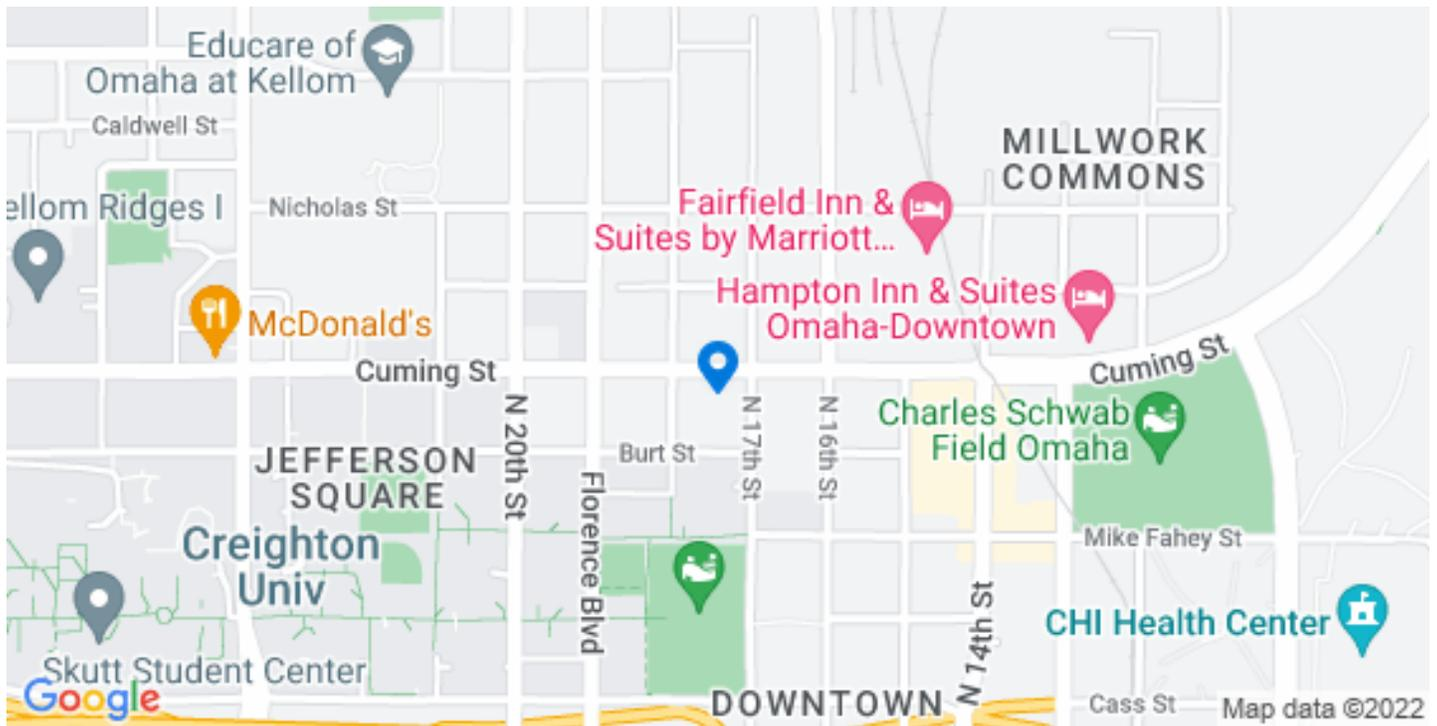 Educare of
Omaha at Kellom
Caldwell St
MILLWORK
COMMONS
ellom Ridges I
Nicholas St
Fairfield Inn &
Suites by Marriott...
Hampton Inn & Suites
Omaha-Downtown
McDonald's
Cuming St
Cuming St
N 20th St
N 17th St
N 16th St
Charles Schwab
Field Omaha
JEFFERSON
SQUARE
Burt St
Florence Blvd
Creighton
Univ
Mike Fahey St
N 14th St
CHI Health Center
Skutt Student Center
Google
DOWNTOWN
Cass St
Map data ©2022